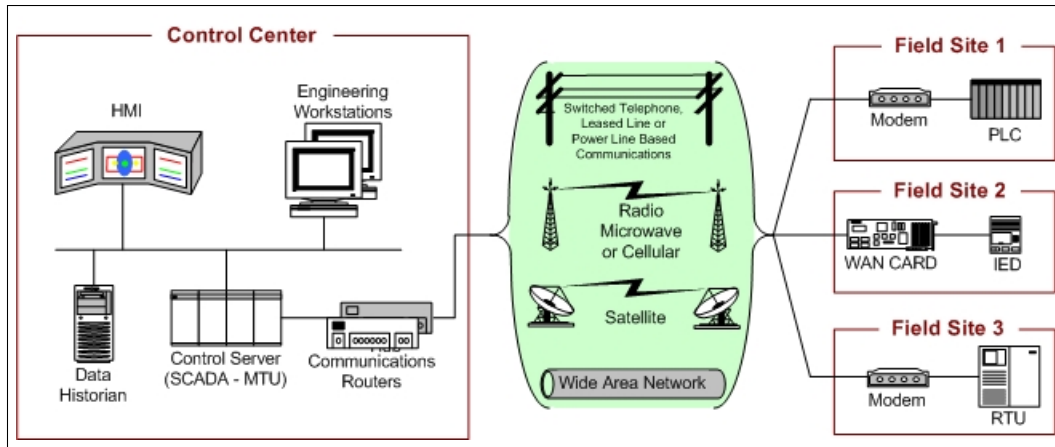 Control Center
HMI
Engineering
Workstations
Data
Historian
Control Server
(SCADA - MTU)
Communications
Routers
Switched Telephone,
Leased Line or
Power Line Based
Communications
Radio
Microwave
or Cellular
Satellite
Wide Area Network
Field Site 1
Modem
PLC
Field Site 2
WAN CARD
IED
Field Site 3
Modem
RTU